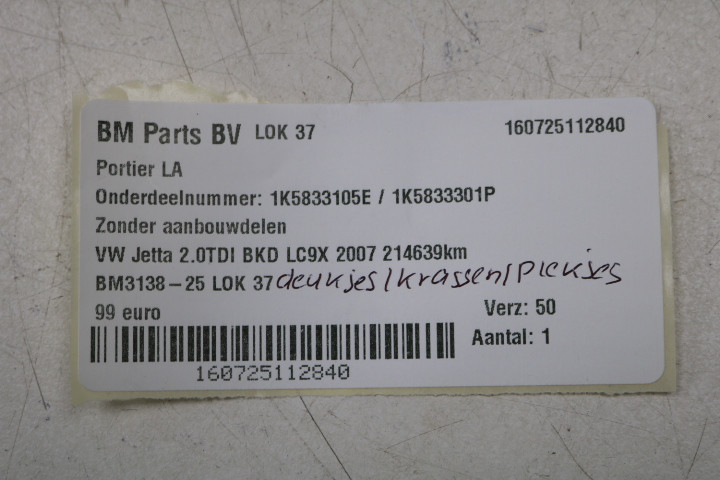 BM Parts BV LOK 37 160725112840
Portier LA
Onderdeelnummer: 1K5833105E / 1K5833301P
Zonder aanbouwdelen
VW Jetta 2.0TDI BKD LC9X 2007 214639km
BM3138-25 LOK 37 deukjes/krassen/plekjes
99 euro Verz: 50
Aantal: 1
160725112840